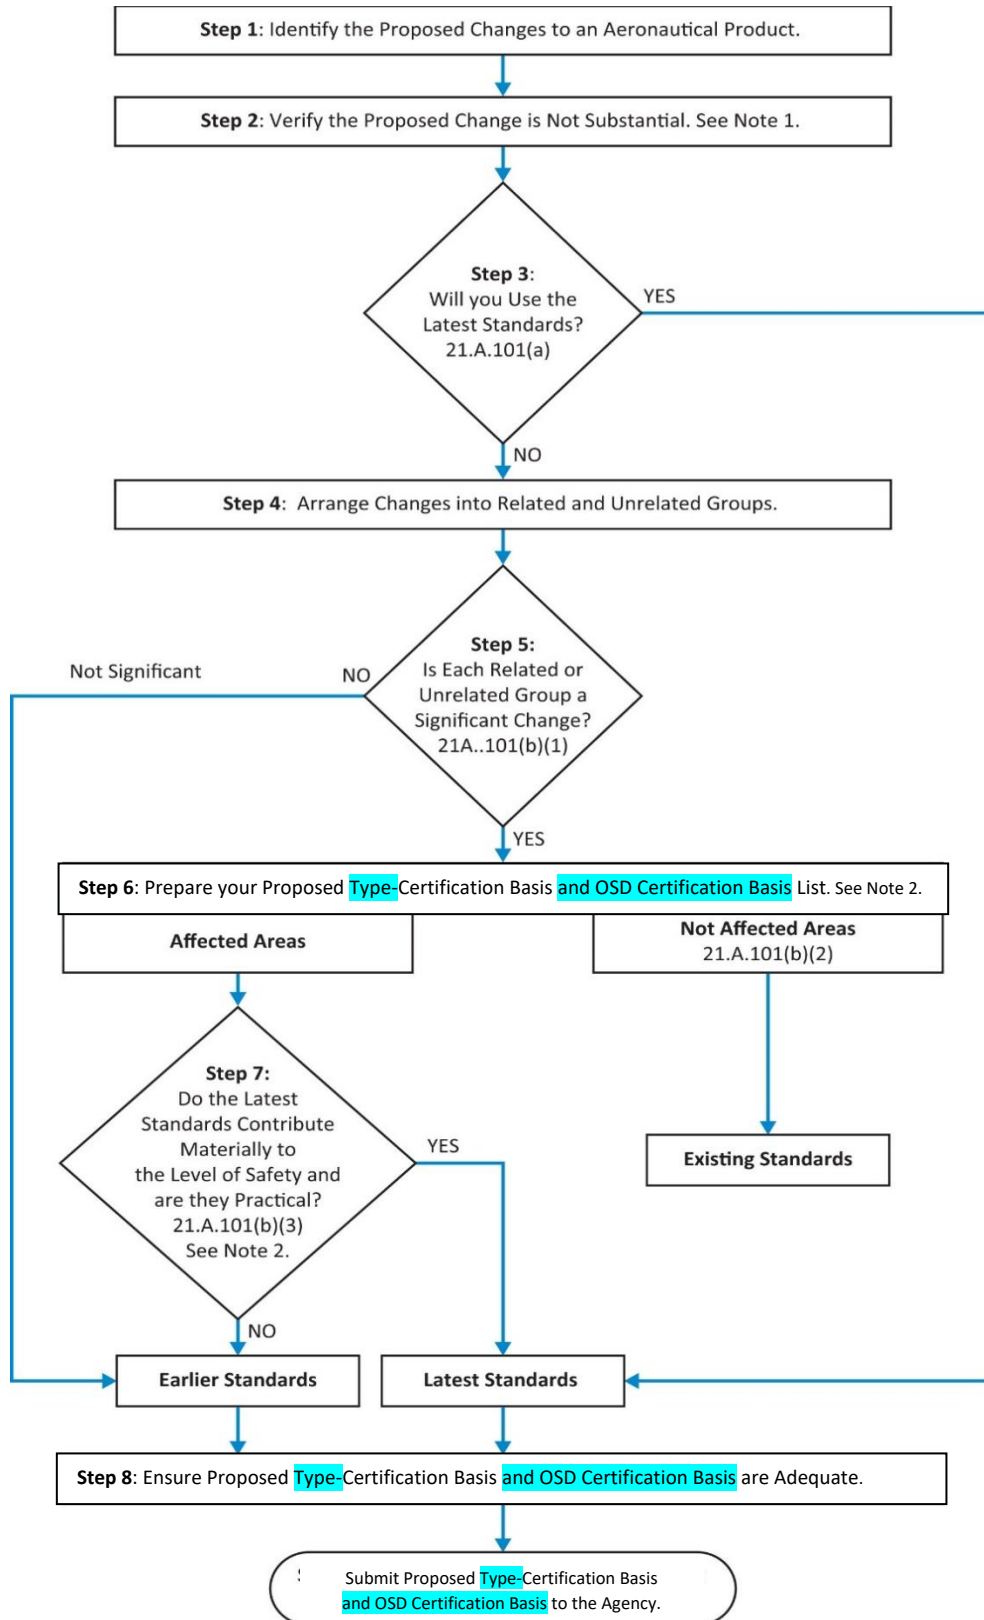 Step 1: Identify the Proposed Changes to an Aeronautical Product.
Step 2: Verify the Proposed Change is Not Substantial. See Note 1.
Step 3:
Will you Use the
Latest Standards?
21.A.101(a)
YES
NO
Step 4: Arrange Changes into Related and Unrelated Groups.
Step 5:
Is Each Related or
Unrelated Group a
Significant Change?
21A..101(b)(1)
Not Significant
NO
YES
Step 6: Prepare your Proposed Type-Certification Basis and OSD Certification Basis List. See Note 2.
Affected Areas
Not Affected Areas
21.A.101(b)(2)
Step 7:
Do the Latest
Standards Contribute
Materially to
the Level of Safety and
are they Practical?
21.A.101(b)(3)
See Note 2.
YES
Existing Standards
NO
Earlier Standards
Latest Standards
Step 8: Ensure Proposed Type-Certification Basis and OSD Certification Basis are Adequate.
Submit Proposed Type-Certification Basis
and OSD Certification Basis to the Agency.